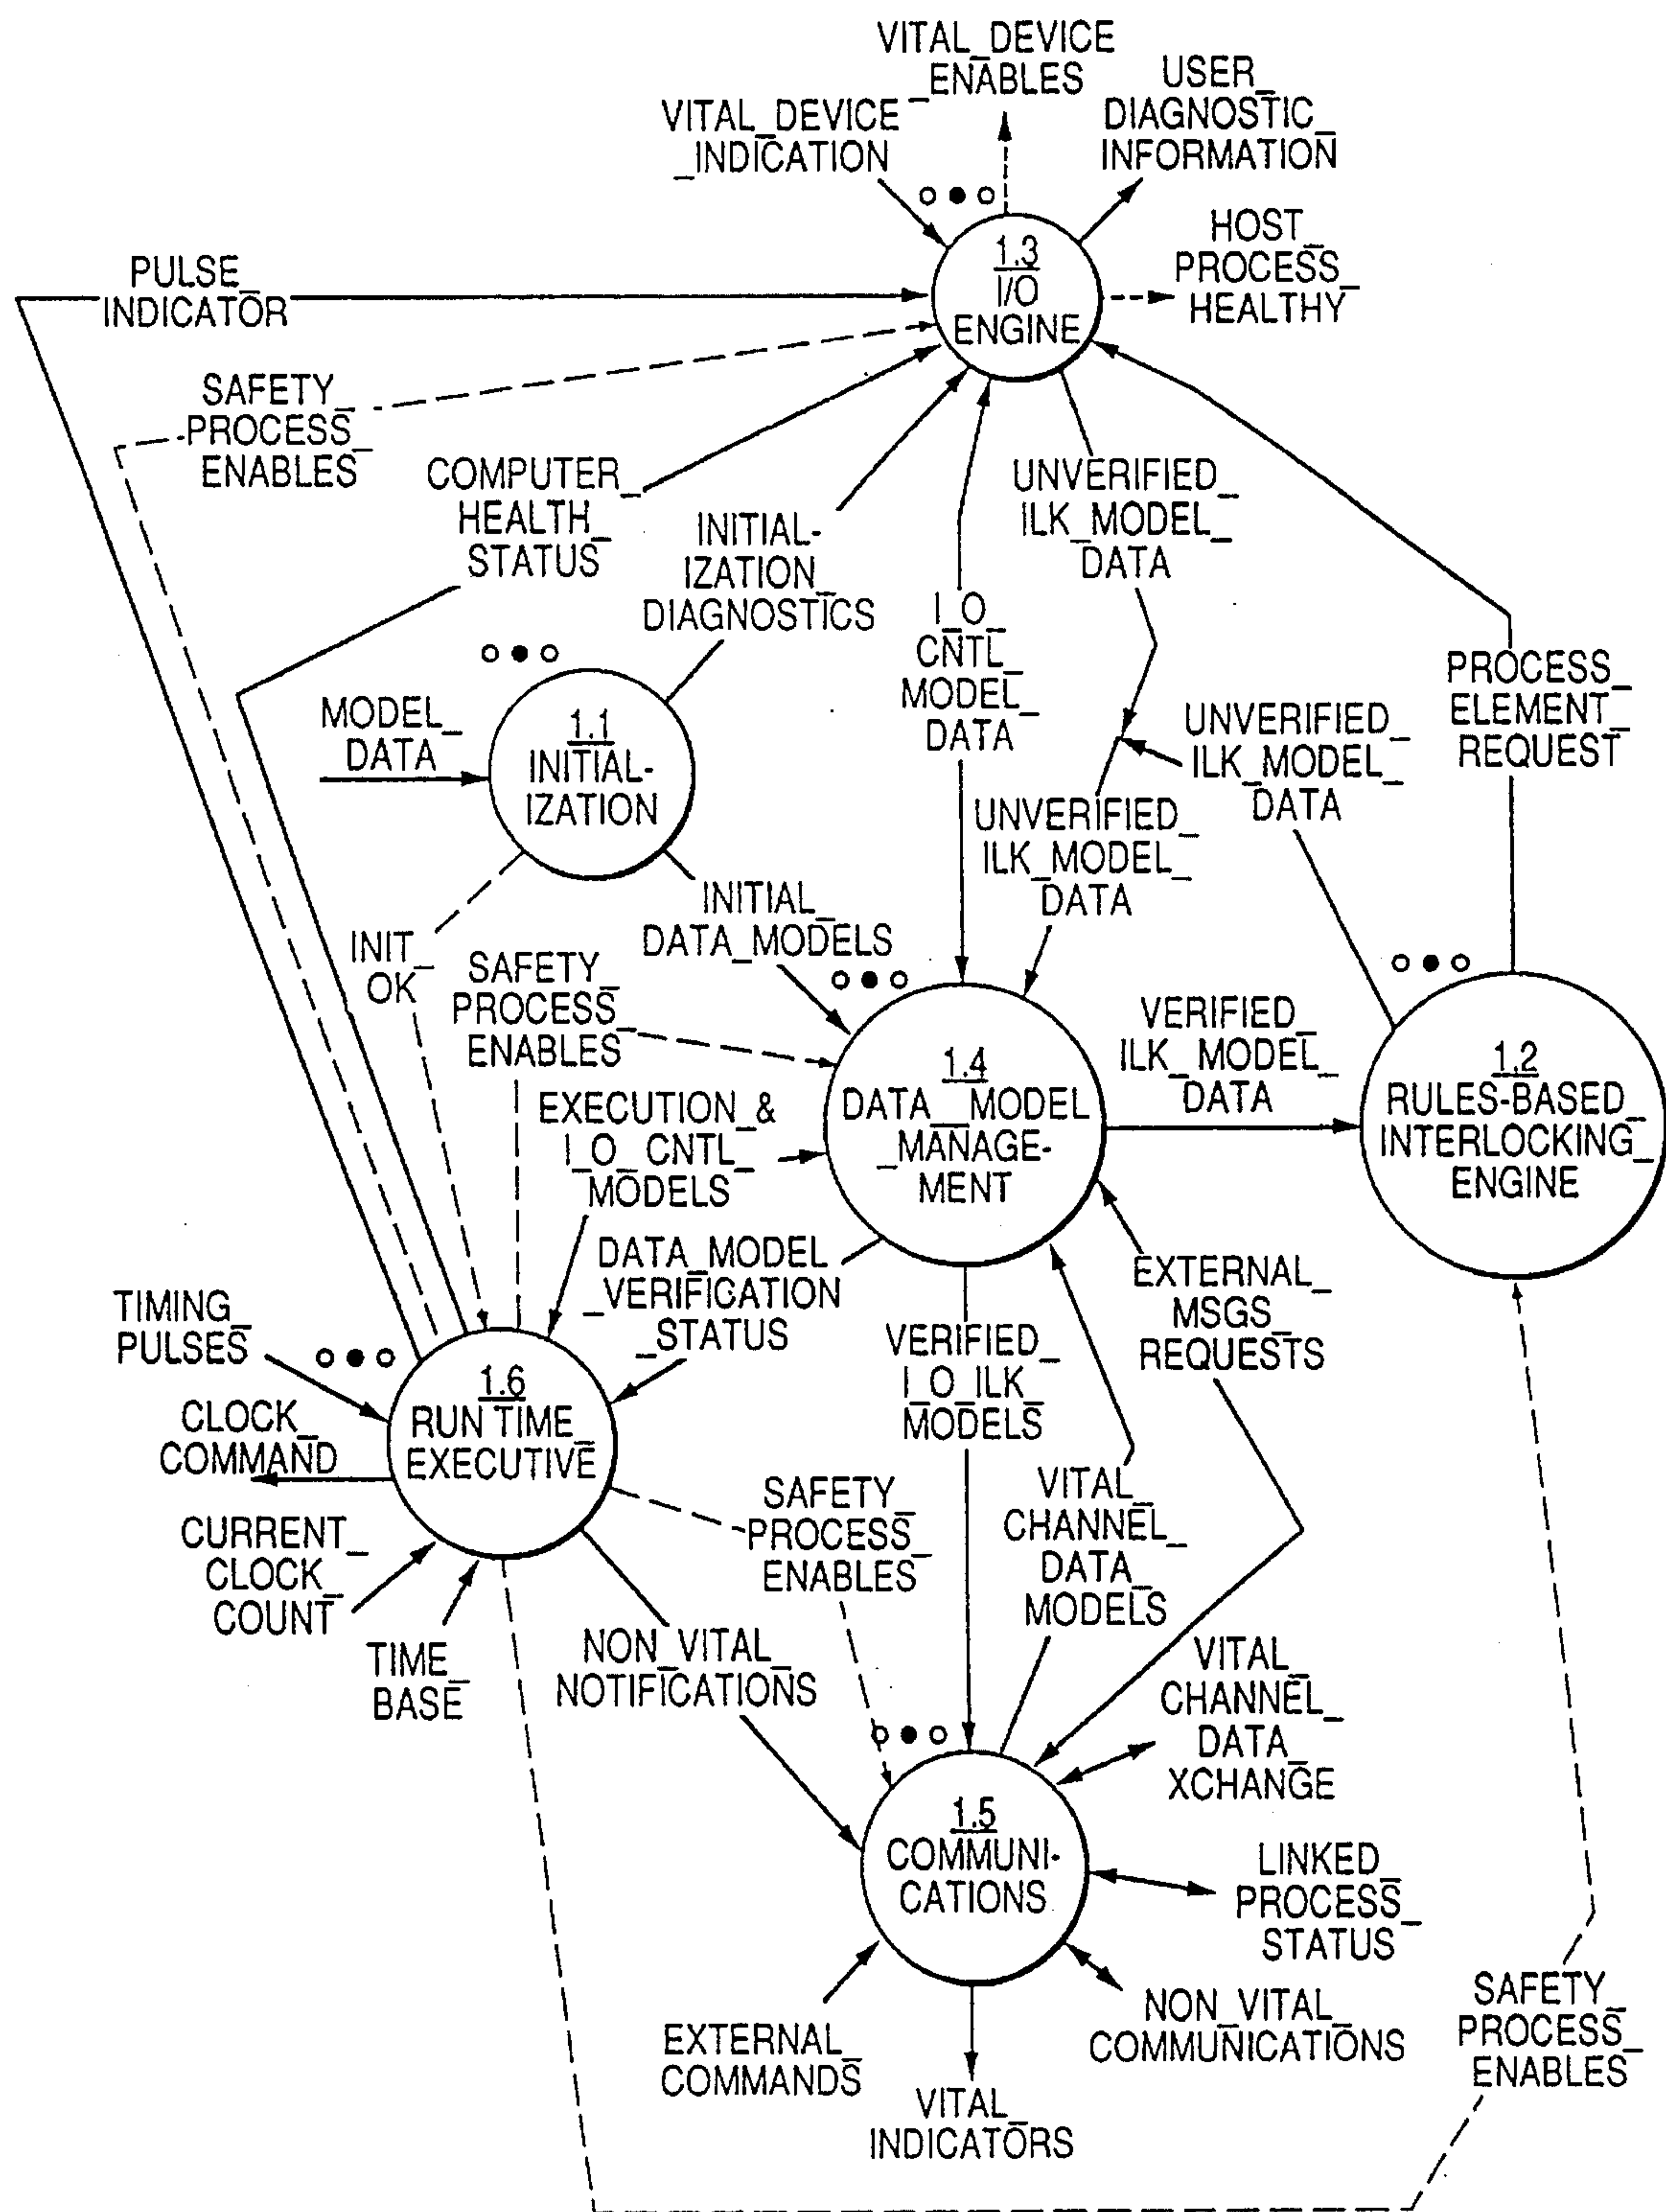 VITAL_DEVICE
_ENABLES
USER_
DIAGNOSTIC_
INFORMATION
VITAL_DEVICE
_INDICATION
HOST_
PROCESS_
HEALTHY
1.3
I/O
ENGINE
PULSE_
INDICATOR
SAFETY_
PROCESS_
ENABLES
COMPUTER_
HEALTH_
STATUS
INITIAL-
IZATION_
DIAGNOSTICS
UNVERIFIED_
ILK_MODEL_
DATA
I_O_
CNTL_
MODEL_
DATA
PROCESS_
ELEMENT_
REQUEST
MODEL_
DATA
1.1
INITIAL-
IZATION
UNVERIFIED_
ILK_MODEL_
DATA
UNVERIFIED_
ILK_MODEL_
DATA
INITIAL_
DATA_MODELS
INIT_
OK
SAFETY_
PROCESS_
ENABLES
VERIFIED_
ILK_MODEL_
DATA
1.4
DATA_MODEL
_MANAGE-
MENT
1.2
RULES-BASED_
INTERLOCKING_
ENGINE
EXECUTION_&
I_O_CNTL_
MODELS
DATA_MODEL
_VERIFICATION
_STATUS
EXTERNAL_
MSGS_
REQUESTS
TIMING_
PULSES
VERIFIED_
I_O_ILK_
MODELS
1.6
RUN TIME_
EXECUTIVE
CLOCK_
COMMAND
SAFETY_
PROCESS_
ENABLES
VITAL_
CHANNEL_
DATA_
MODELS
CURRENT_
CLOCK_
COUNT
TIME_
BASE
NON_VITAL_
NOTIFICATIONS
VITAL_
CHANNEL_
DATA_
XCHANGE
1.5
COMMUNI-
CATIONS
LINKED_
PROCESS_
STATUS
EXTERNAL_
COMMANDS
NON_VITAL_
COMMUNICATIONS
SAFETY_
PROCESS_
ENABLES
VITAL_
INDICATORS